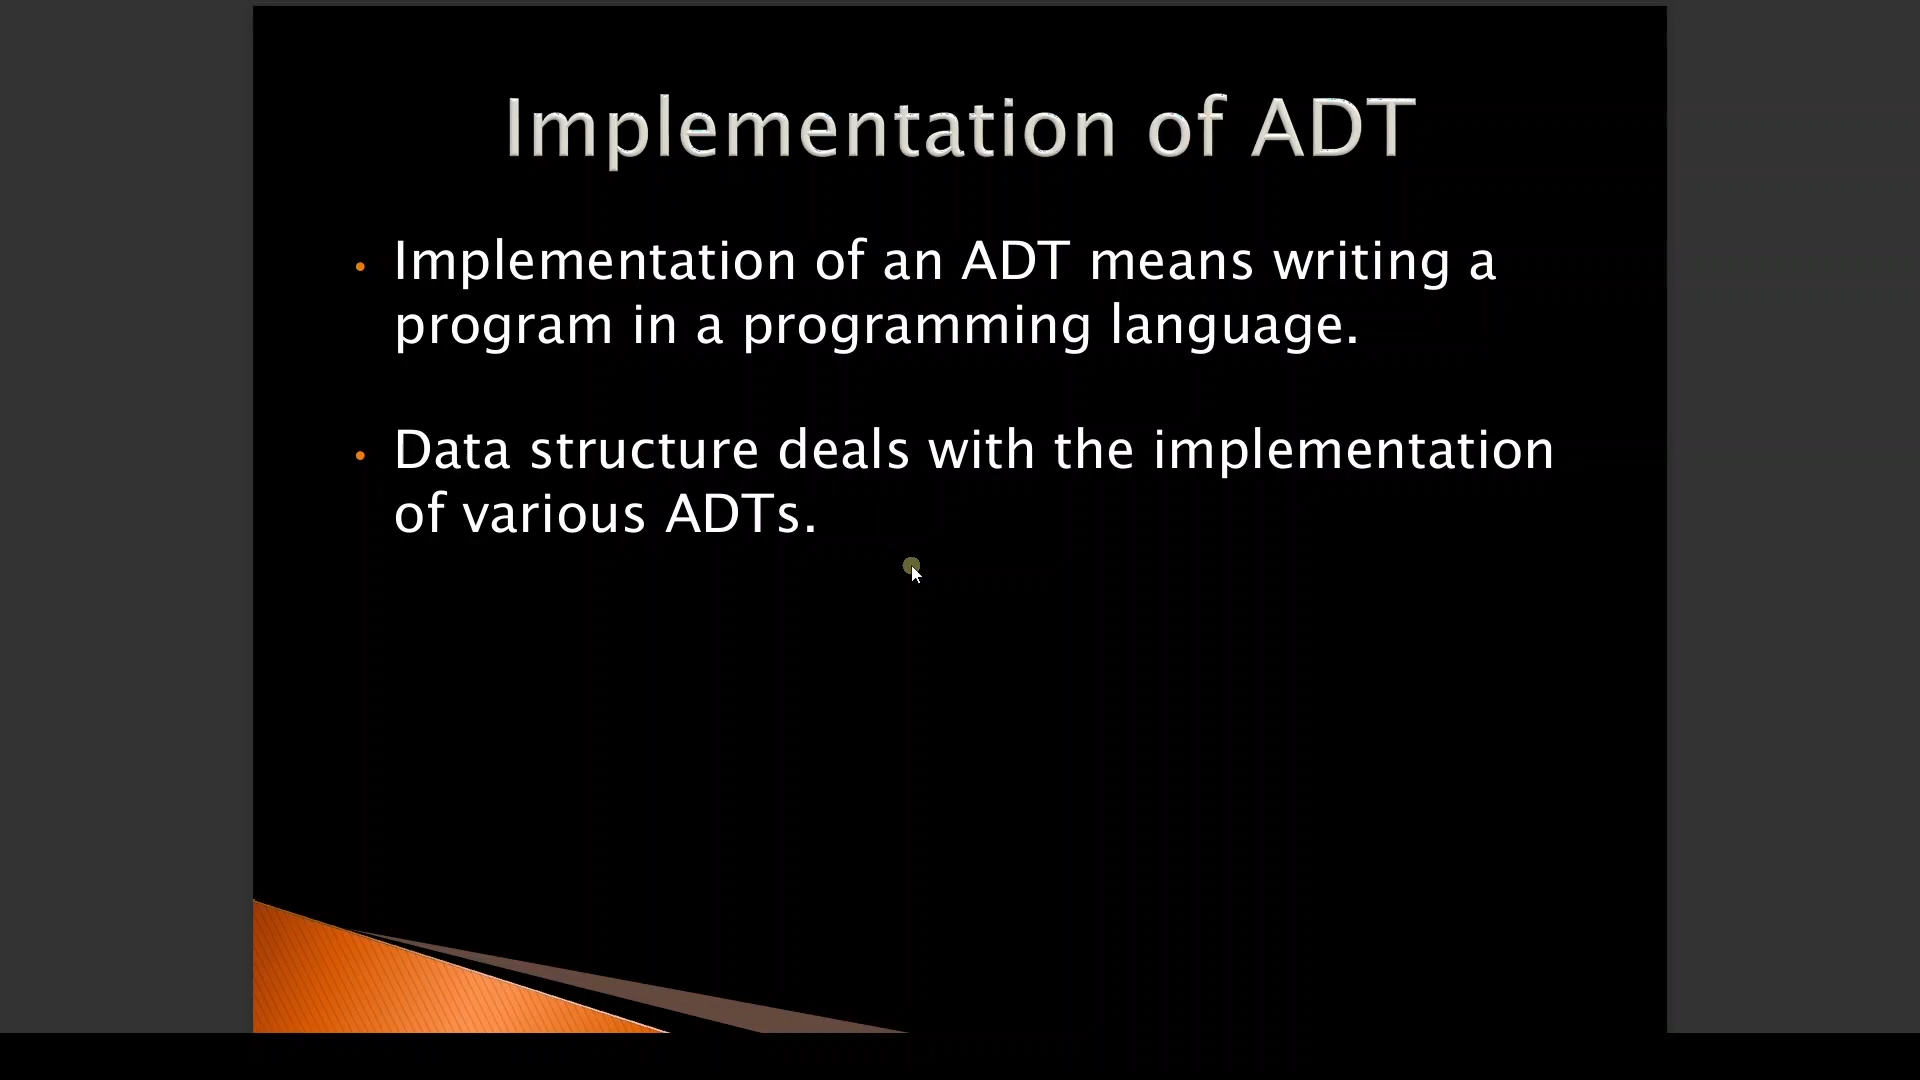 Implementation of ADT
• Implementation of an ADT means writing a
program in a programming language.
• Data structure deals with the implementation
of various ADTs.